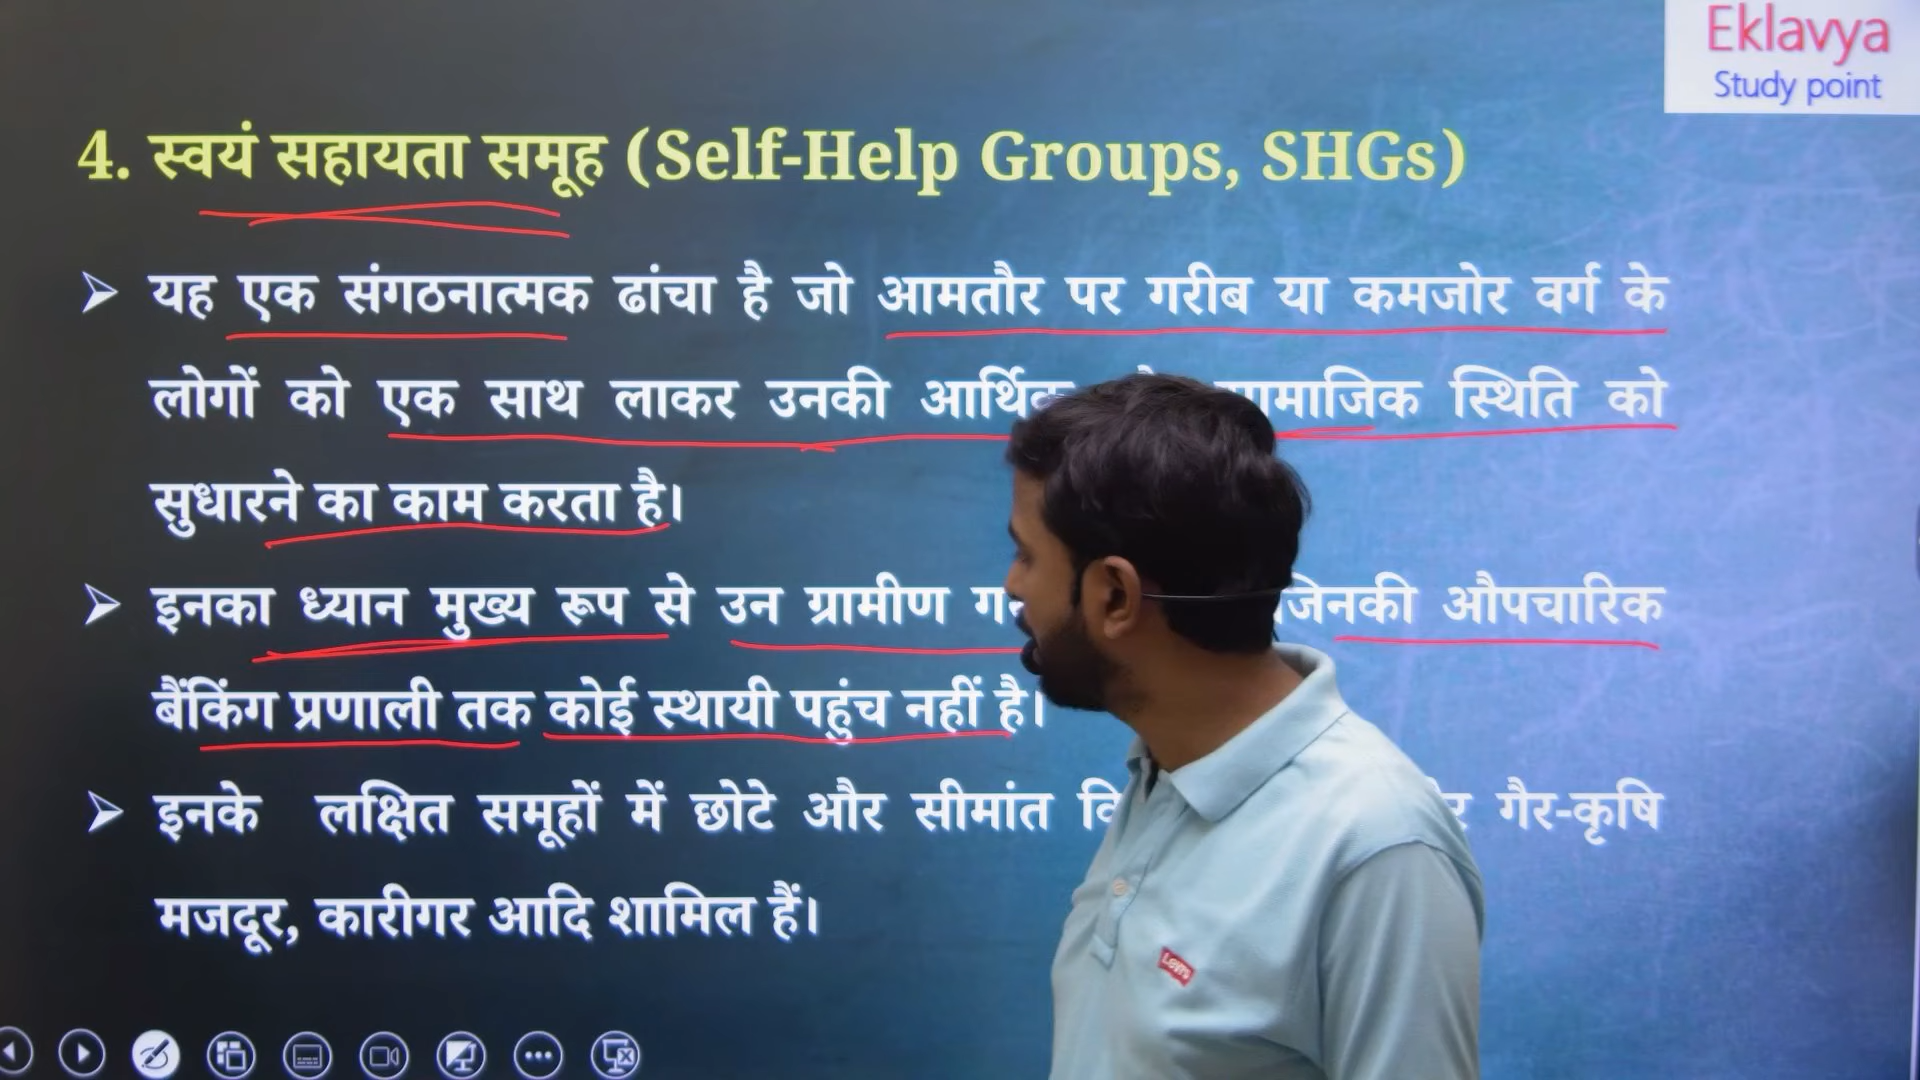 Eklavya
Study point
4. स्वयं सहायता समूह (Self-Help Groups, SHGs)
यह एक संगठनात्मक ढांचा है जो आमतौर पर गरीब या कमजोर वर्ग के
लोगों को एक साथ लाकर उनकी सामाजिक स्थिति को
सुधारने का काम करता है।
इनका ध्यान मुख्य रूप से उन ग्रामीण जिनकी औपचारिक
बैंकिंग प्रणाली तक कोई स्थायी पहुंच नहीं है।
इनके लक्षित समूहों में छोटे और सीमांत गैर-कृषि
मजदूर, कारीगर आदि शामिल हैं।
Levi's